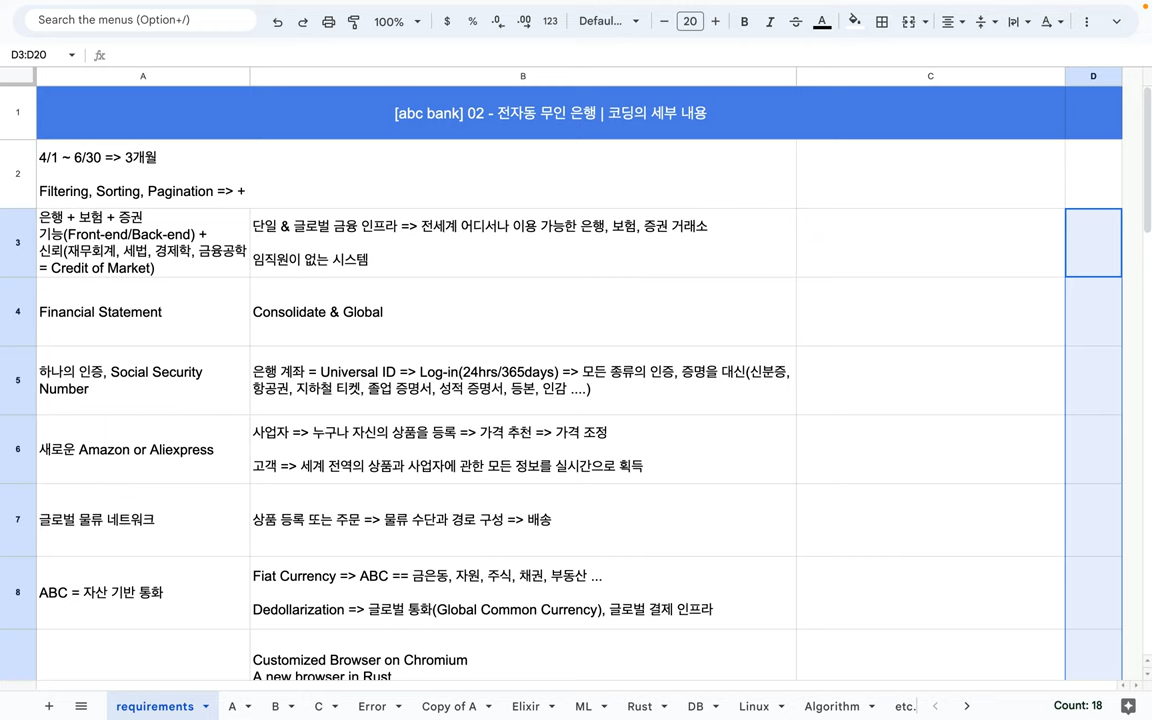 Search the menus (Option+/)
100%
$
%
.0
.00
123
Defaul...
20
B
I
A
D3:D20
fx
A
B
C
D
1
[abc bank] 02 - 전자동 무인 은행 | 코딩의 세부 내용
2
4/1 ~ 6/30 => 3개월
Filtering, Sorting, Pagination => +
3
은행 + 보험 + 증권
기능(Front-end/Back-end) +
신뢰(재무회계, 세법, 경제학, 금융공학
= Credit of Market)
단일 & 글로벌 금융 인프라 => 전세계 어디서나 이용 가능한 은행, 보험, 증권 거래소
임직원이 없는 시스템
4
Financial Statement
Consolidate & Global
5
하나의 인증, Social Security
Number
은행 계좌 = Universal ID => Log-in(24hrs/365days) => 모든 종류의 인증, 증명을 대신(신분증,
항공권, 지하철 티켓, 졸업 증명서, 성적 증명서, 등본, 인감 ....)
6
새로운 Amazon or Aliexpress
사업자 => 누구나 자신의 상품을 등록 => 가격 추천 => 가격 조정
고객 => 세계 전역의 상품과 사업자에 관한 모든 정보를 실시간으로 획득
7
글로벌 물류 네트워크
상품 등록 또는 주문 => 물류 수단과 경로 구성 => 배송
8
ABC = 자산 기반 통화
Fiat Currency => ABC == 금은동, 자원, 주식, 채권, 부동산 ...
Dedollarization => 글로벌 통화(Global Common Currency), 글로벌 결제 인프라
Customized Browser on Chromium
A new browser in Rust
requirements
A
B
C
Error
Copy of A
Elixir
ML
Rust
DB
Linux
Algorithm
etc.
Count: 18